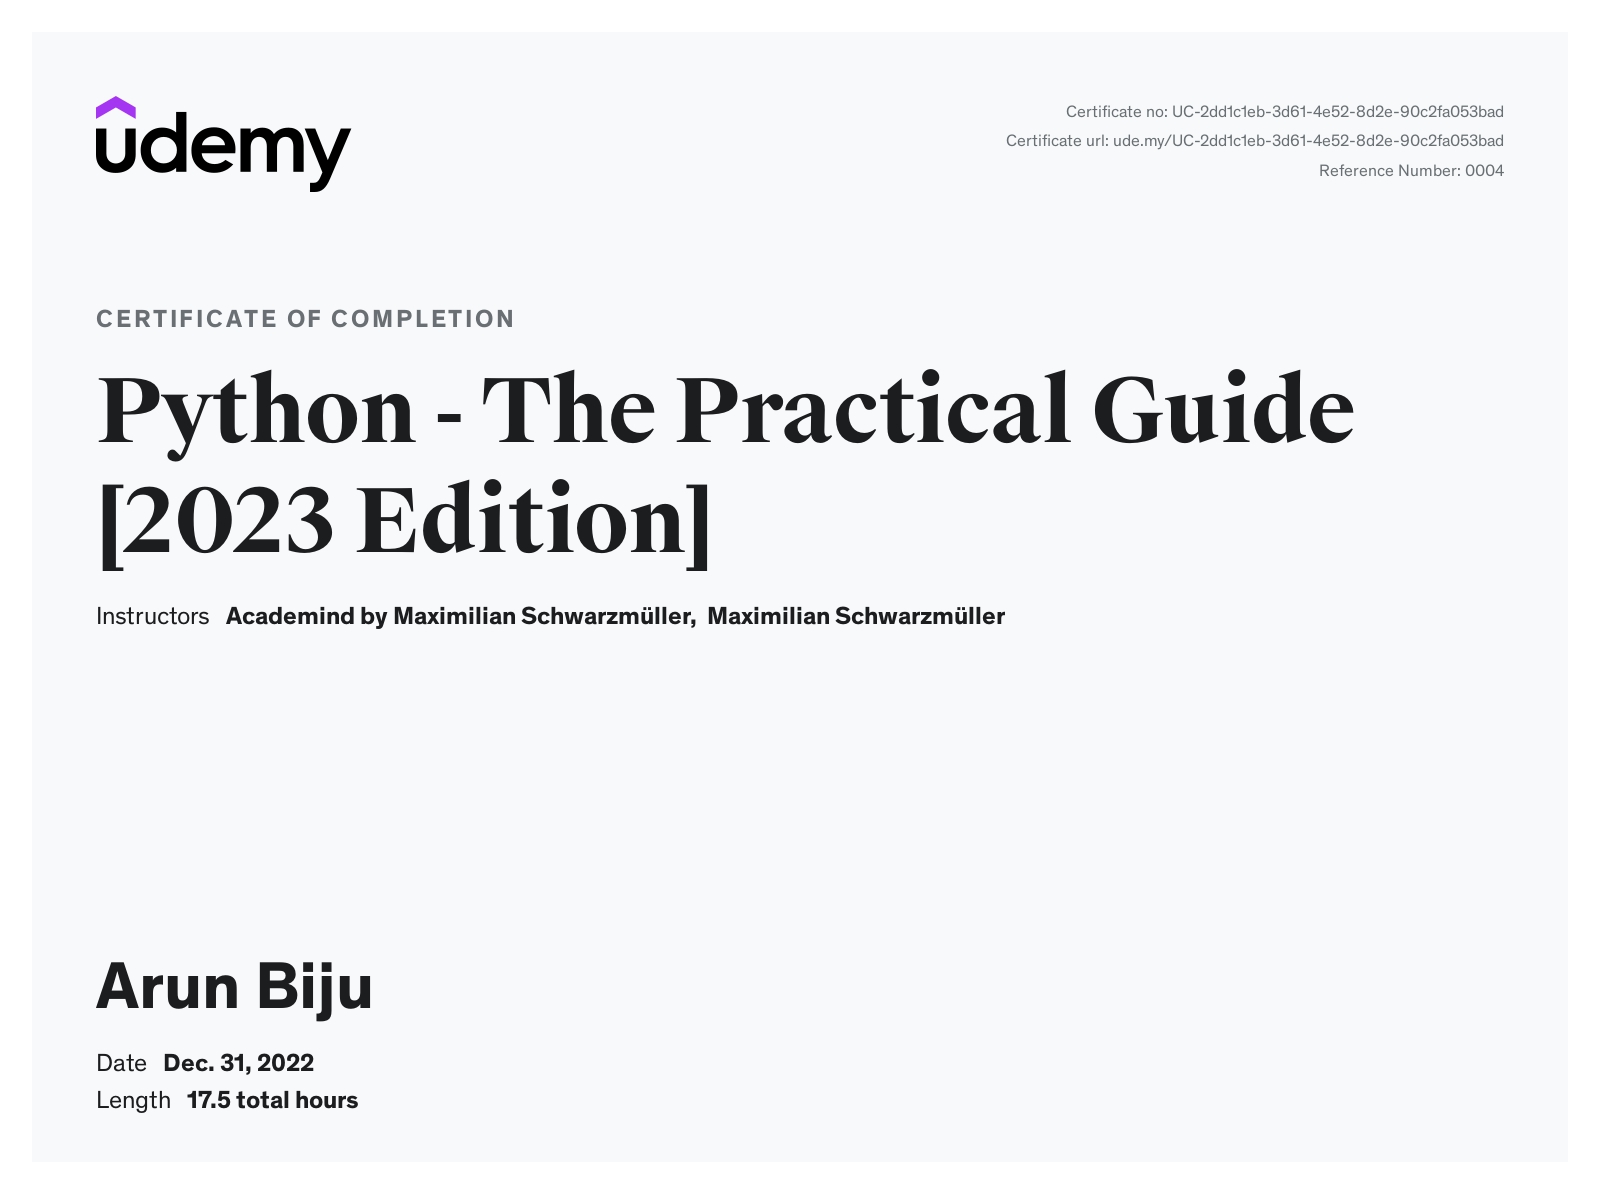 udemy
Certificate no: UC-2dd1c1eb-3d61-4e52-8d2e-90c2fa053bad
Certificate url: ude.my/UC-2dd1c1eb-3d61-4e52-8d2e-90c2fa053bad
Reference Number: 0004
CERTIFICATE OF COMPLETION
Python - The Practical Guide
[2023 Edition]
Instructors Academind by Maximilian Schwarzmüller, Maximilian Schwarzmüller
Arun Biju
Date Dec. 31, 2022
Length 17.5 total hours